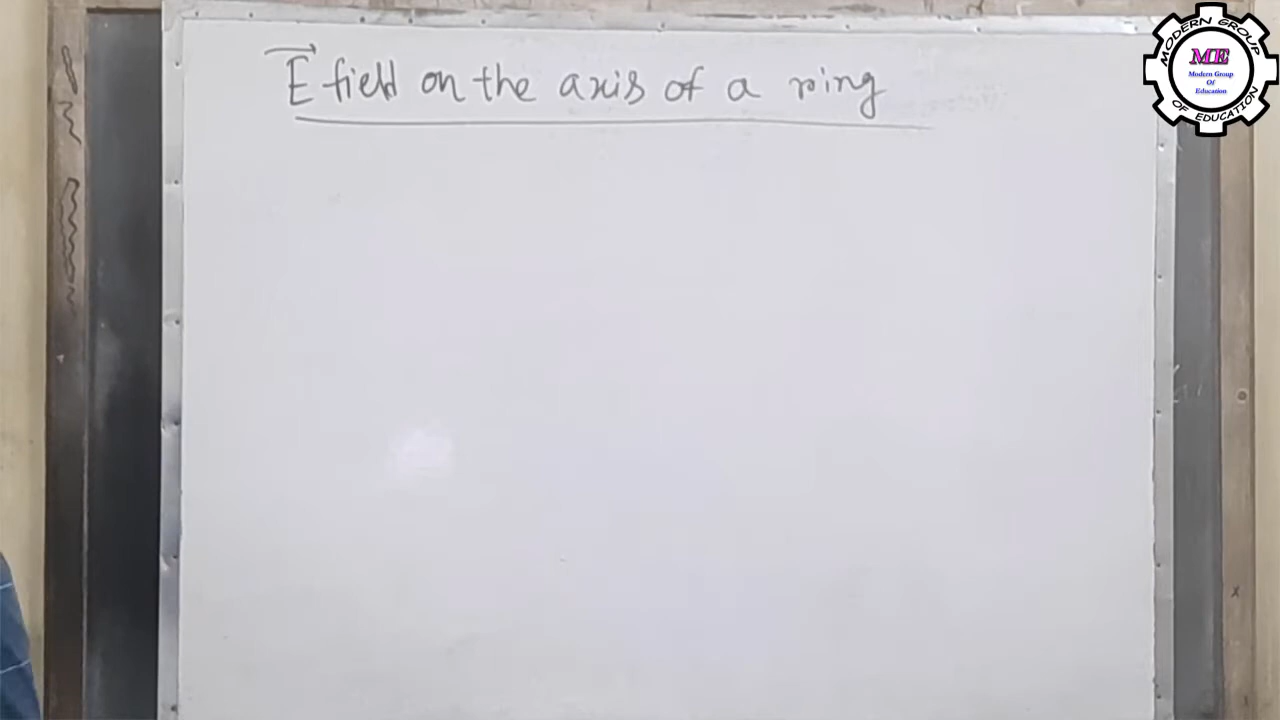 E⃗ field on the axis of a ring
MODERN GROUP
ME
Modern Group
Of
Education
OF EDUCATION